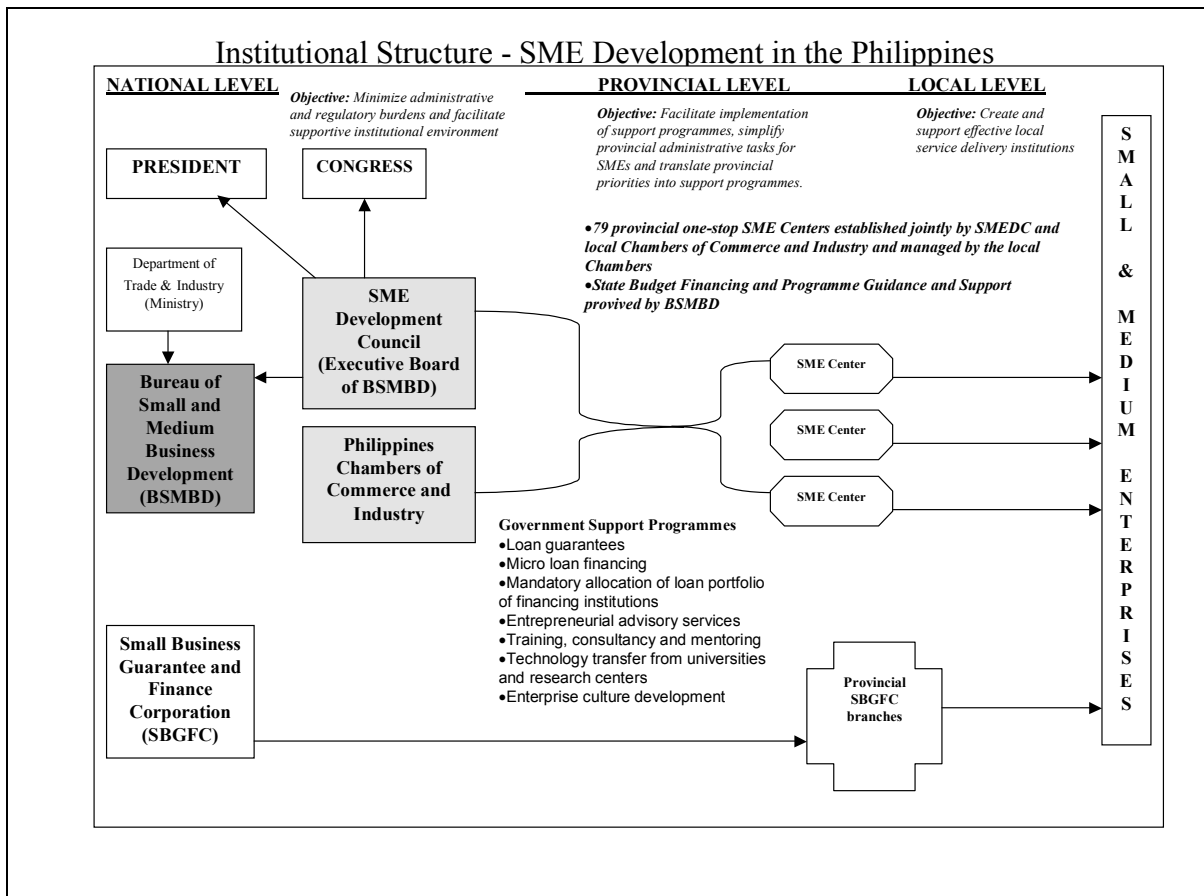 Institutional Structure - SME Development in the Philippines
NATIONAL LEVEL
PROVINCIAL LEVEL
LOCAL LEVEL
Objective: Minimize administrative
and regulatory burdens and facilitate
supportive institutional environment
Objective: Facilitate implementation
of support programmes, simplify
provincial administrative tasks for
SMEs and translate provincial
priorities into support programmes.
Objective: Create and
support effective local
service delivery institutions
PRESIDENT
CONGRESS
•79 provincial one-stop SME Centers established jointly by SMEDC and
local Chambers of Commerce and Industry and managed by the local
Chambers
•State Budget Financing and Programme Guidance and Support
provived by BSMBD
Department of
Trade & Industry
(Ministry)
SME
Development
Council
(Executive Board
of BSMBD)
Bureau of
Small and
Medium
Business
Development
(BSMBD)
Philippines
Chambers of
Commerce and
Industry
SME Center
SME Center
SME Center
Government Support Programmes
•Loan guarantees
•Micro loan financing
•Mandatory allocation of loan portfolio
of financing institutions
•Entrepreneurial advisory services
•Training, consultancy and mentoring
•Technology transfer from universities
and research centers
•Enterprise culture development
Small Business
Guarantee and
Finance
Corporation
(SBGFC)
Provincial
SBGFC
branches
SMALL & MEDIUM ENTERPRISES